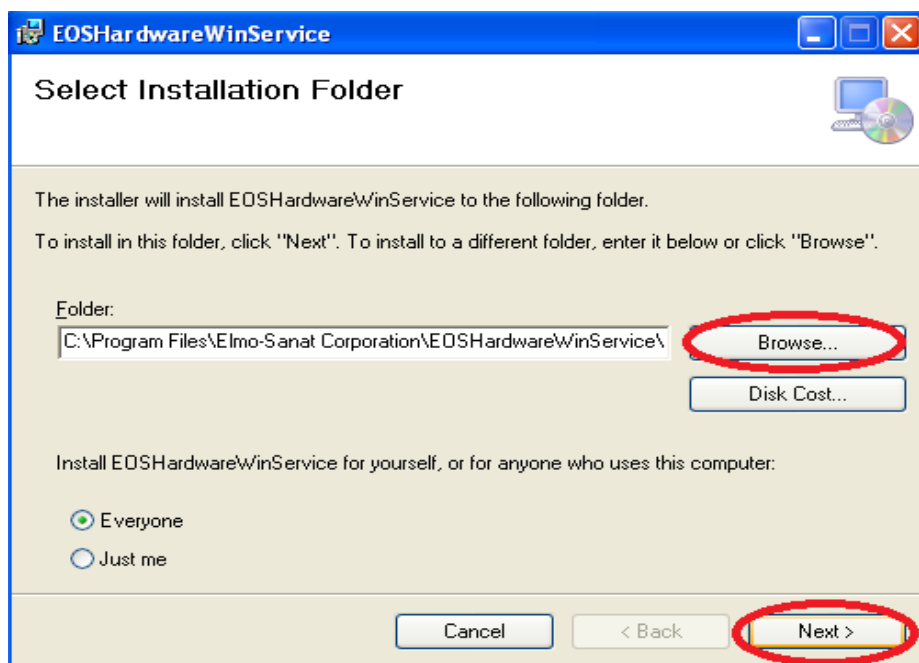 EOSHardwareWinService
Select Installation Folder
The installer will install EOSHardwareWinService to the following folder.
To install in this folder, click "Next". To install to a different folder, enter it below or click "Browse".
Folder:
C:\Program Files\Elmo-Sanat Corporation\EOSHardwareWinService\
Browse...
Disk Cost...
Install EOSHardwareWinService for yourself, or for anyone who uses this computer:
Everyone
Just me
Cancel < Back Next >